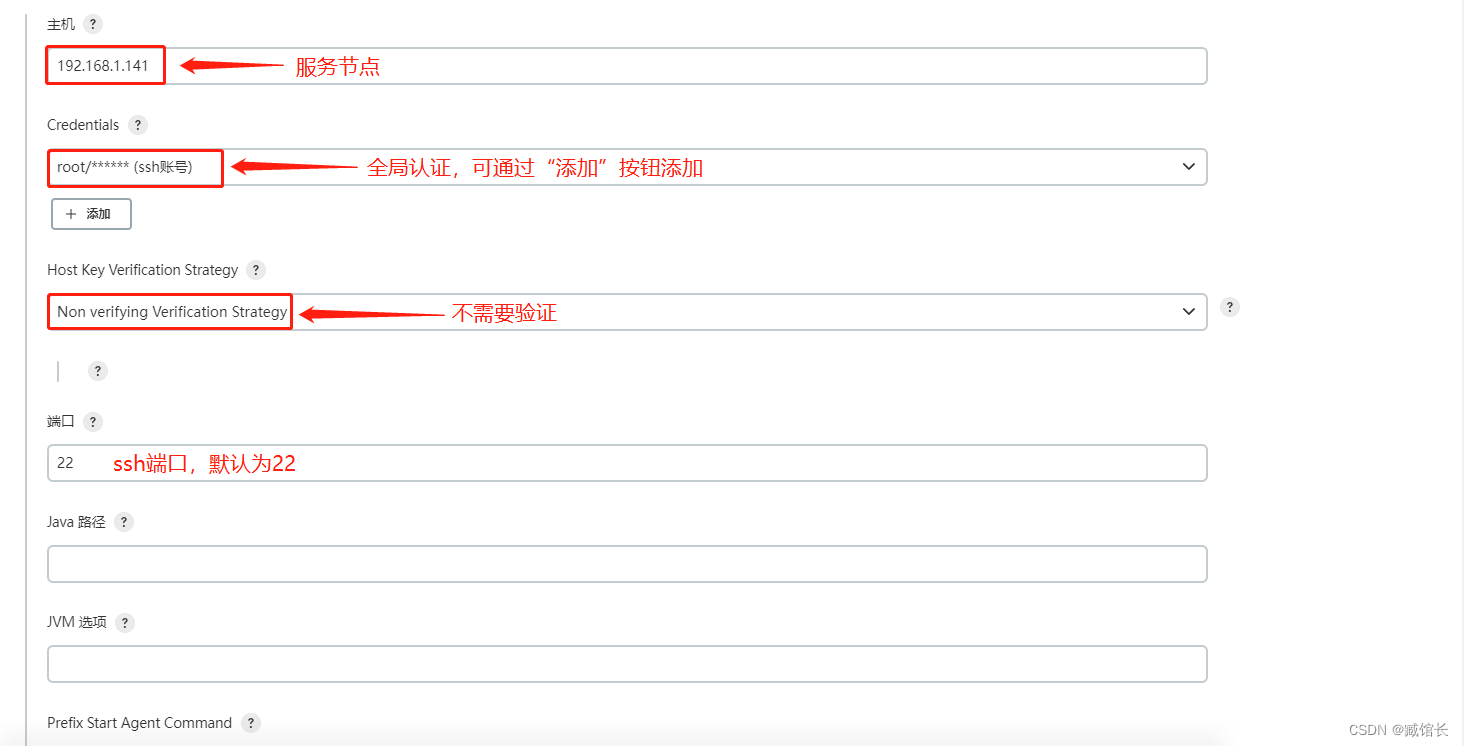 主机 ?
192.168.1.141 服务节点
Credentials ?
root/****** (ssh账号) 全局认证，可通过“添加”按钮添加
+ 添加
Host Key Verification Strategy ?
Non verifying Verification Strategy 不需要验证 ?
?
端口 ?
22 ssh端口，默认为22
Java 路径 ?
JVM 选项 ?
Prefix Start Agent Command ?
CSDN @臧馆长